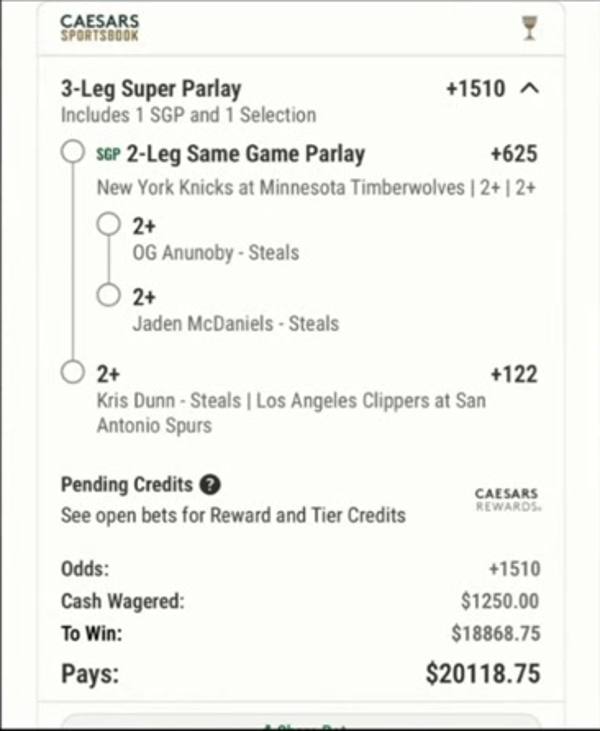 CAESARS
SPORTSBOOK
3-Leg Super Parlay +1510
Includes 1 SGP and 1 Selection
SGP 2-Leg Same Game Parlay +625
New York Knicks at Minnesota Timberwolves | 2+ | 2+
2+
OG Anunoby - Steals
2+
Jaden McDaniels - Steals
2+ +122
Kris Dunn - Steals | Los Angeles Clippers at San
Antonio Spurs
Pending Credits ?
CAESARS
REWARDS.
See open bets for Reward and Tier Credits
Odds: +1510
Cash Wagered: $1250.00
To Win: $18868.75
Pays: $20118.75